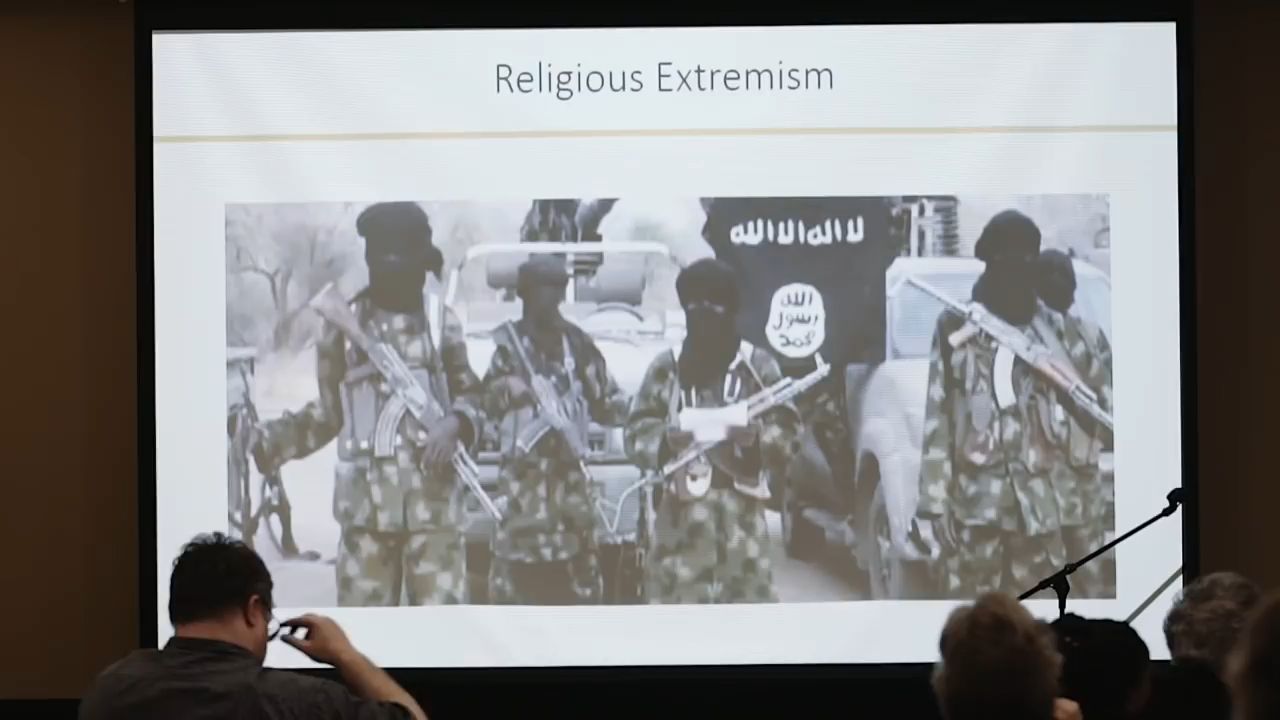 Religious Extremism
لا اله الا الله
الله
رسول
محمد